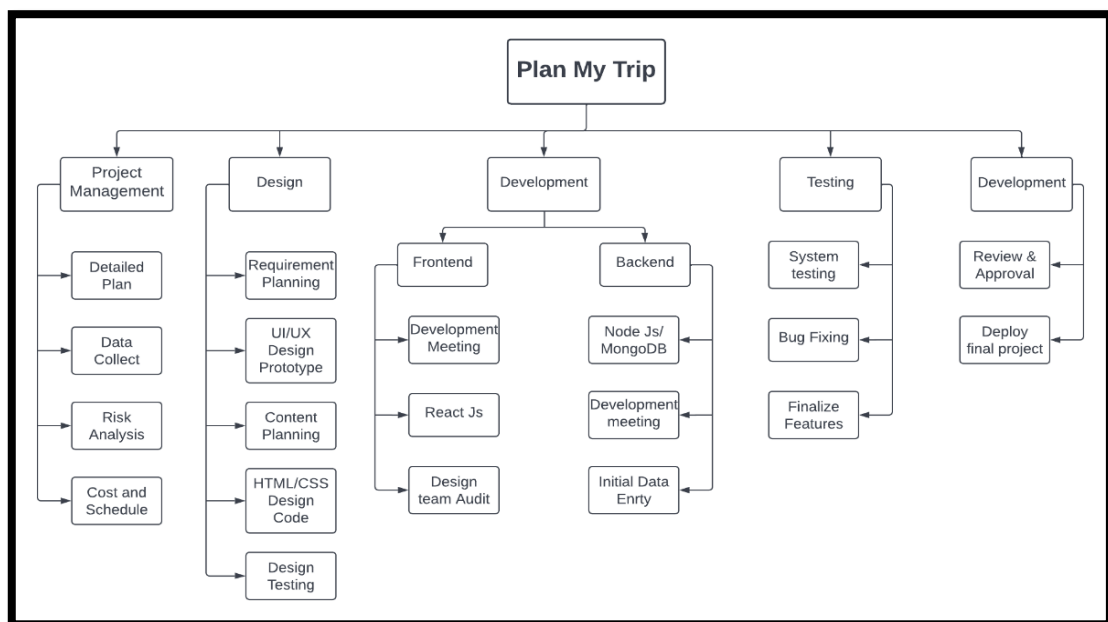 Plan My Trip
Project
Management
Design
Development
Testing
Development
Detailed
Plan
Data
Collect
Risk
Analysis
Cost and
Schedule
Requirement
Planning
UI/UX
Design
Prototype
Content
Planning
HTML/CSS
Design
Code
Design
Testing
Frontend
Development
Meeting
React Js
Design
team Audit
Backend
Node Js/
MongoDB
Development
meeting
Initial Data
Enrty
System
testing
Bug Fixing
Finalize
Features
Review &
Approval
Deploy
final project